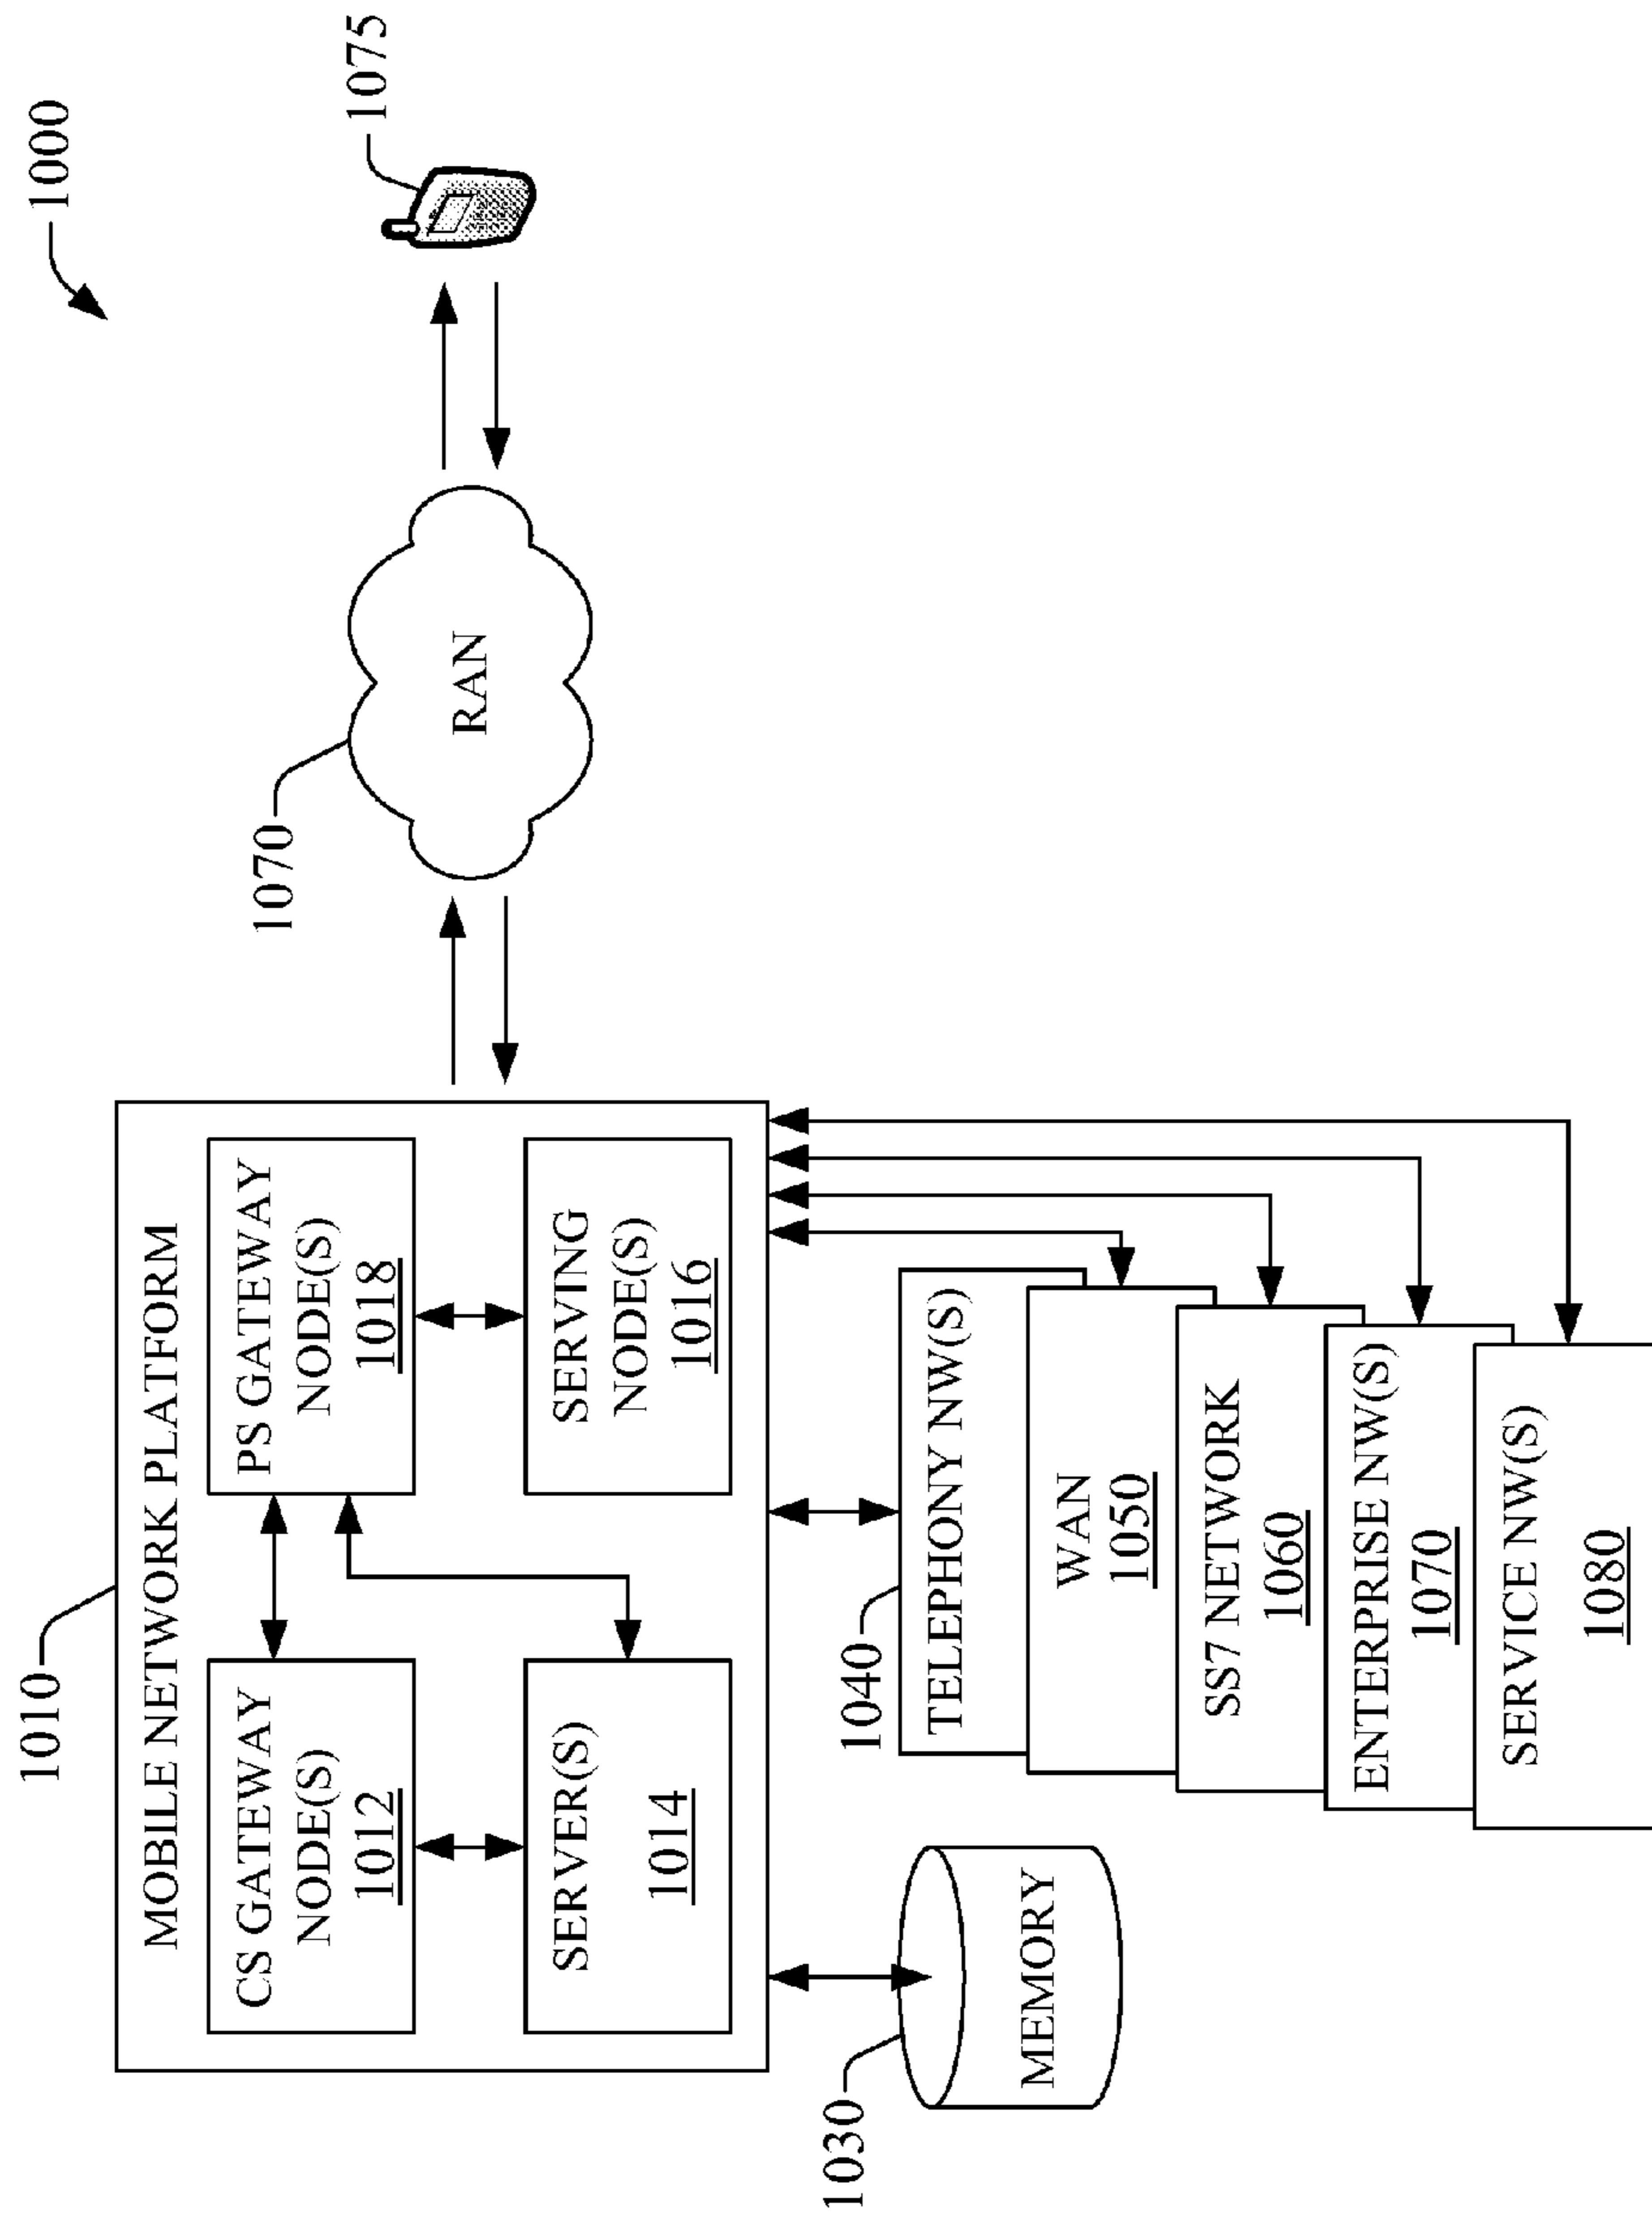 1000
1010
MOBILE NETWORK PLATFORM
CS GATEWAY
NODE(S)
1012
PS GATEWAY
NODE(S)
1018
SERVER(S)
1014
SERVING
NODE(S)
1016
1070
RAN
1075
1030
MEMORY
1040
TELEPHONY NW(S)
WAN
1050
SS7 NETWORK
1060
ENTERPRISE NW(S)
1070
SERVICE NW(S)
1080